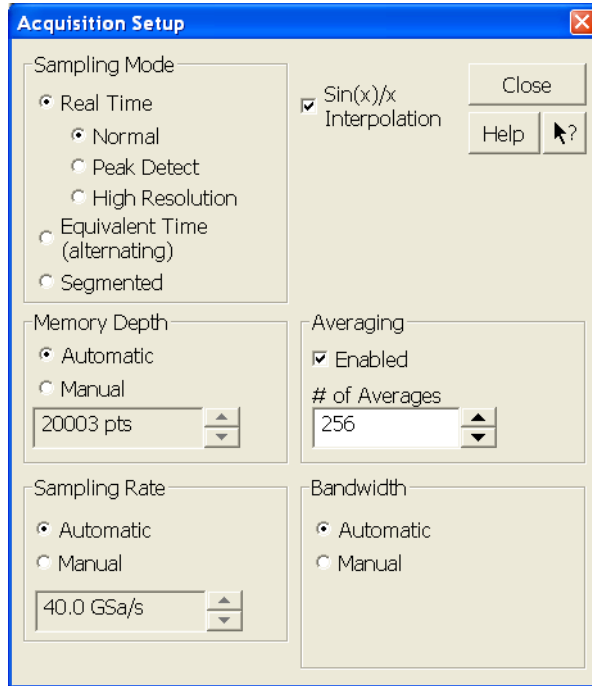 Acquisition Setup
Sampling Mode
Real Time
Normal
Peak Detect
High Resolution
Equivalent Time
(alternating)
Segmented
Sin(x)/x
Interpolation
Close
Help
?
Memory Depth
Automatic
Manual
20003 pts
Averaging
Enabled
# of Averages
256
Sampling Rate
Automatic
Manual
40.0 GSa/s
Bandwidth
Automatic
Manual